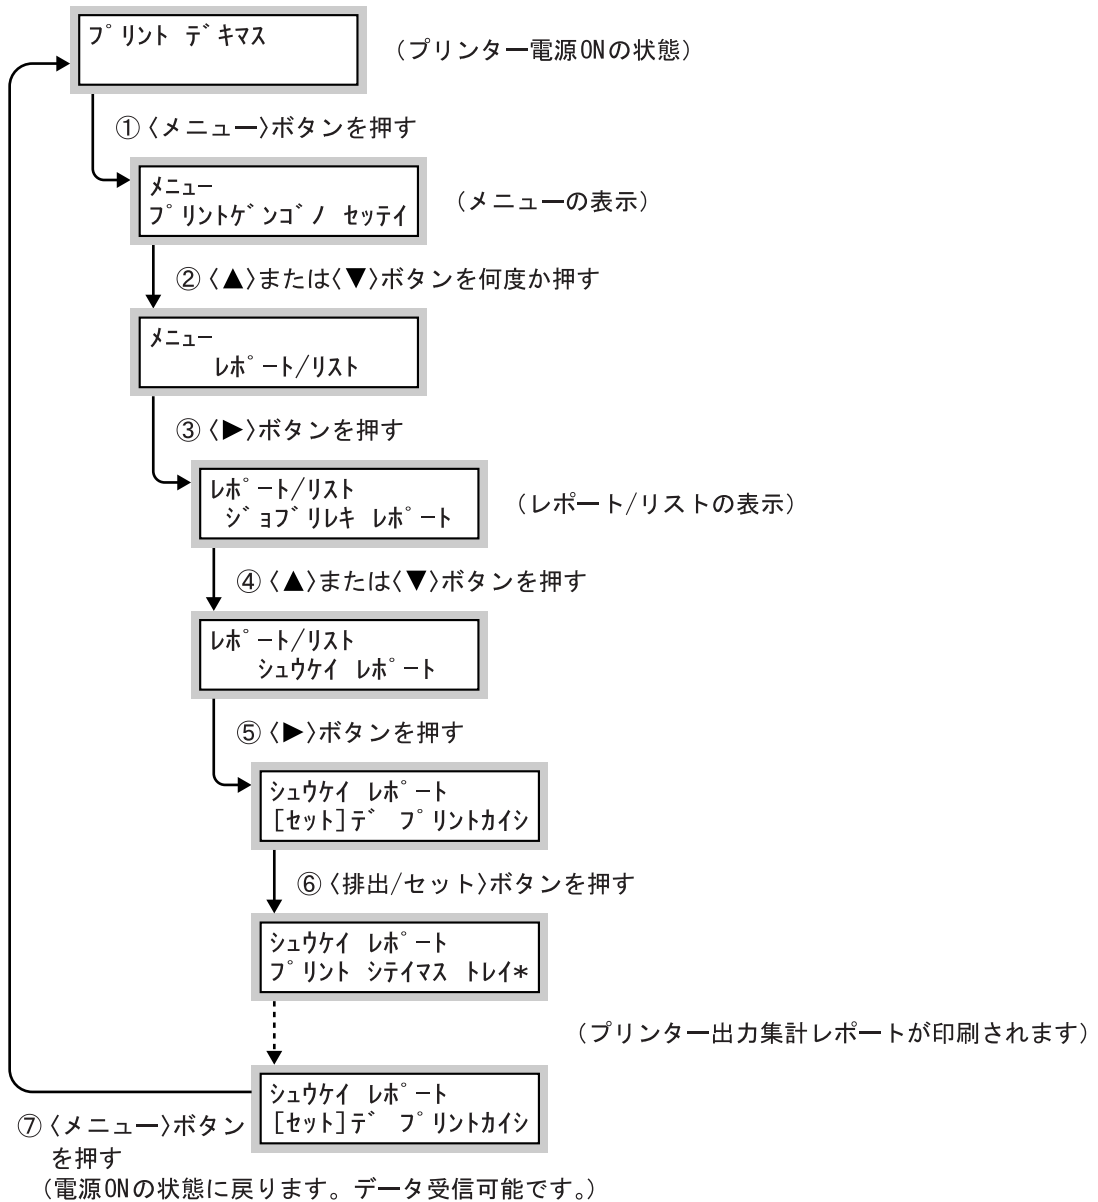 ﾌﾟﾘﾝﾄ ﾃﾞｷﾏｽ
（プリンター電源ONの状態）
①〈メニュー〉ボタンを押す
ﾒﾆｭｰ
ﾌﾟﾘﾝﾄｹﾞﾝｺﾞﾉ ｾｯﾃｲ
（メニューの表示）
②〈▲〉または〈▼〉ボタンを何度か押す
ﾒﾆｭｰ
ﾚﾎﾟｰﾄ/ﾘｽﾄ
③〈▶〉ボタンを押す
ﾚﾎﾟｰﾄ/ﾘｽﾄ
ｼﾞｮﾌﾞﾘﾚｷ ﾚﾎﾟｰﾄ
（レポート/リストの表示）
④〈▲〉または〈▼〉ボタンを押す
ﾚﾎﾟｰﾄ/ﾘｽﾄ
ｼｭｳｹｲ ﾚﾎﾟｰﾄ
⑤〈▶〉ボタンを押す
ｼｭｳｹｲ ﾚﾎﾟｰﾄ
[ｾｯﾄ]ﾃﾞ ﾌﾟﾘﾝﾄｶｲｼ
⑥〈排出/セット〉ボタンを押す
ｼｭｳｹｲ ﾚﾎﾟｰﾄ
ﾌﾟﾘﾝﾄ ｼﾃｲﾏｽ ﾄﾚｲ*
（プリンター出力集計レポートが印刷されます）
ｼｭｳｹｲ ﾚﾎﾟｰﾄ
[ｾｯﾄ]ﾃﾞ ﾌﾟﾘﾝﾄｶｲｼ
⑦〈メニュー〉ボタン
を押す
（電源ONの状態に戻ります。データ受信可能です。）